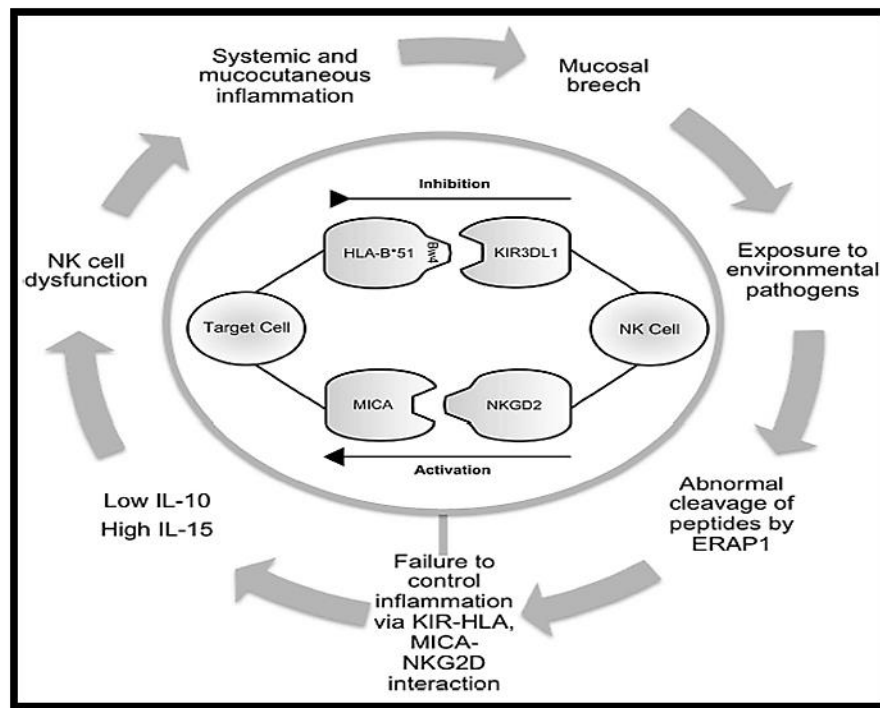 Systemic and
mucocutaneous
inflammation
Mucosal
breech
Exposure to
environmental
pathogens
Abnormal
cleavage of
peptides by
ERAP1
Failure to
control
inflammation
via KIR-HLA,
MICA-
NKG2D
interaction
Low IL-10
High IL-15
NK cell
dysfunction
Inhibition
HLA-B*51
Bw4
KIR3DL1
Target Cell
NK Cell
MICA
NKGD2
Activation